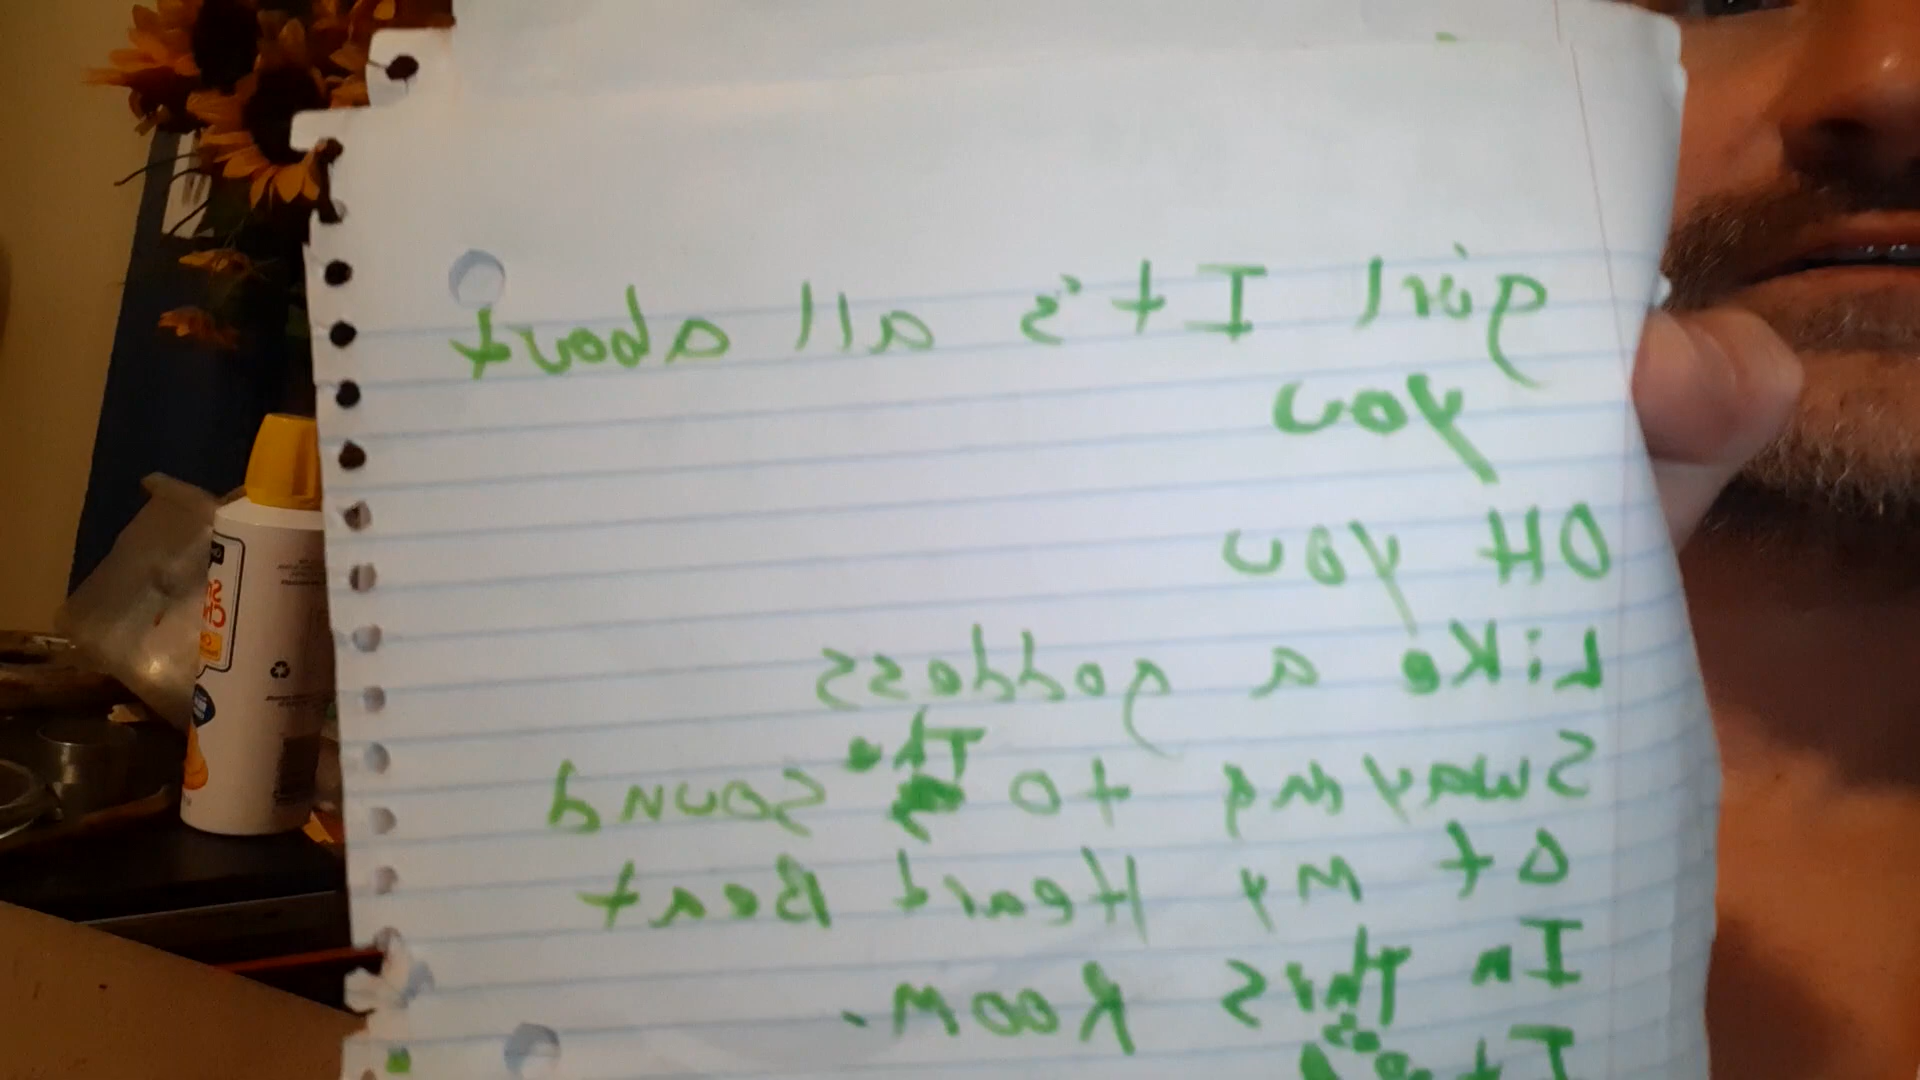 girl It's all about
you
OH you
Like a goddess
Swaying to The sound
Of my Heart Beat
In This Room.
It